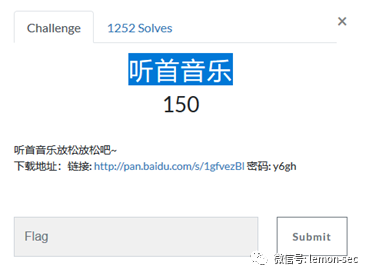 Challenge
1252 Solves
×
听首音乐
150
听首音乐放松放松吧~
下载地址：链接: http://pan.baidu.com/s/1gfvezBl 密码: y6gh
Flag
Submit
微信号: lemon-sec